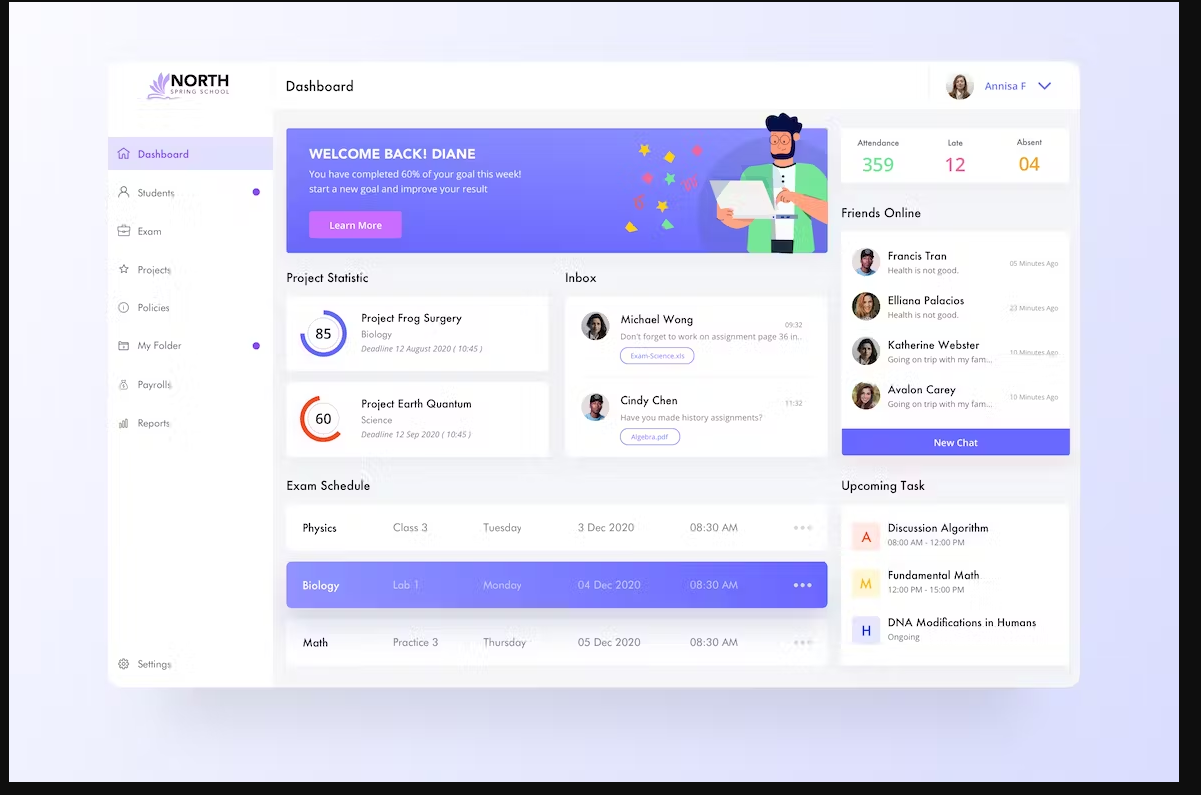 NORTH
SPRING SCHOOL
Dashboard
Annisa F
Dashboard
Students
Exam
Projects
Policies
My Folder
Payrolls
Reports
Settings
WELCOME BACK! DIANE
You have completed 60% of your goal this week!
start a new goal and improve your result
Learn More
Attendance
359
Late
12
Absent
04
Project Statistic
85
Project Frog Surgery
Biology
Deadline 12 August 2020 ( 10:45 )
60
Project Earth Quantum
Science
Deadline 12 Sep 2020 ( 10:45 )
Inbox
Michael Wong
09:32
Don't forget to work on assignment page 36 in..
Exam-Science.xls
Cindy Chen
11:32
Have you made history assignments?
Algebra.pdf
Friends Online
Francis Tran
Health is not good.
05 Minutes Ago
Elliana Palacios
Health is not good.
23 Minutes Ago
Katherine Webster
Going on trip with my fam...
10 Minutes Ago
Avalon Carey
Going on trip with my fam...
10 Minutes Ago
New Chat
Exam Schedule
Physics Class 3 Tuesday 3 Dec 2020 08:30 AM
Biology Lab 1 Monday 04 Dec 2020 08:30 AM
Math Practice 3 Thursday 05 Dec 2020 08:30 AM
Upcoming Task
A
Discussion Algorithm
08:00 AM - 12:00 PM
M
Fundamental Math
12:00 PM - 15:00 PM
H
DNA Modifications in Humans
Ongoing